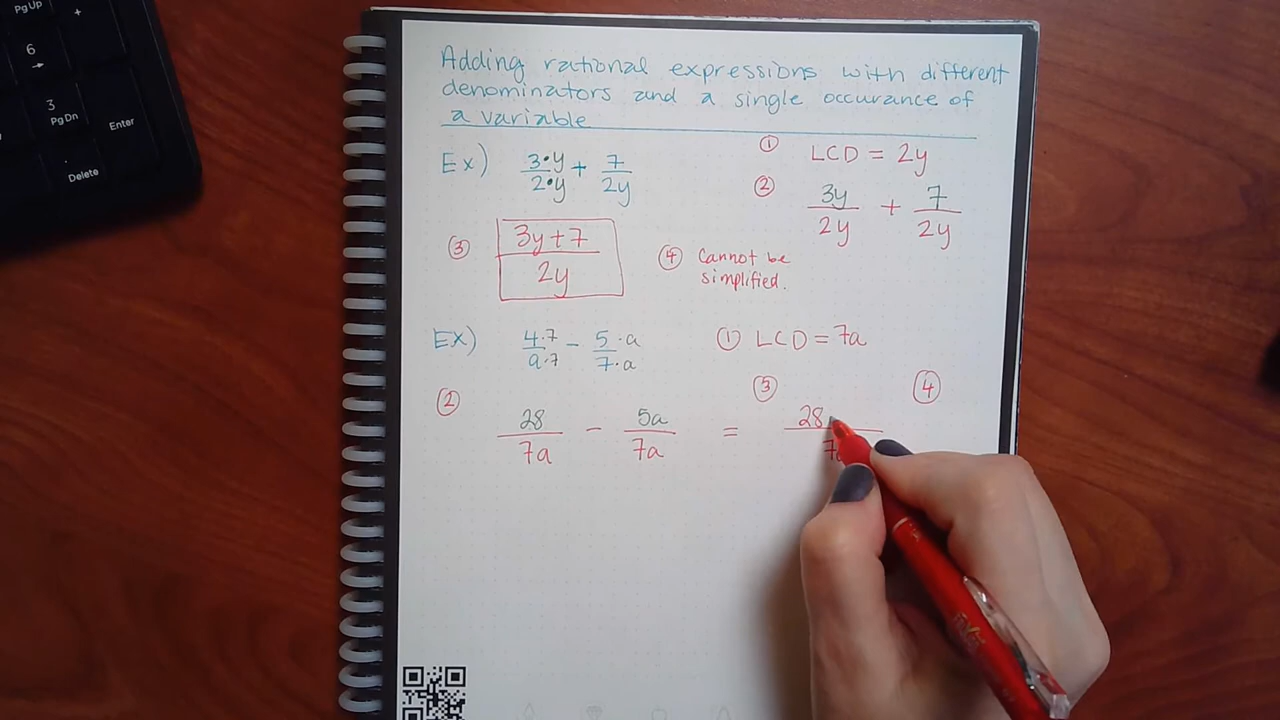 PgUp
+
6
3
PgDn
Enter
Delete
Adding rational expressions with different
denominators and a single occurance of
a variable
Ex) 3•y/2•y + 7/2y
① LCD = 2y
② 3y/2y + 7/2y
③ 3y+7/2y
④ Cannot be
simplified.
EX) 4·7/a·7 − 5·a/7·a
① LCD = 7a
② 28/7a − 5a/7a =
③ 28/7a
④